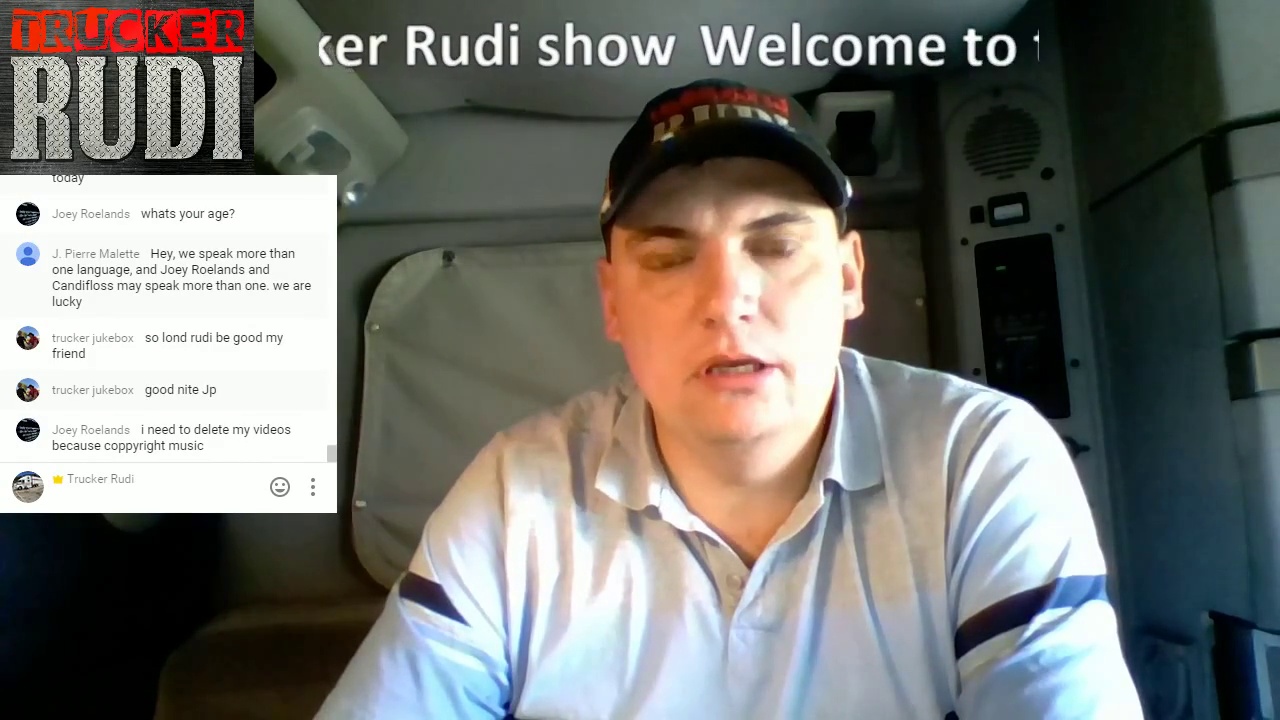 TRUCKER
RUDI
ker Rudi show Welcome to
today
Joey Roelands whats your age?
J. Pierre Malette Hey, we speak more than
one language, and Joey Roelands and
Candifloss may speak more than one. we are
lucky
trucker jukebox so lond rudi be good my
friend
trucker jukebox good nite Jp
Joey Roelands i need to delete my videos
because coppyright music
Trucker Rudi
RUDI